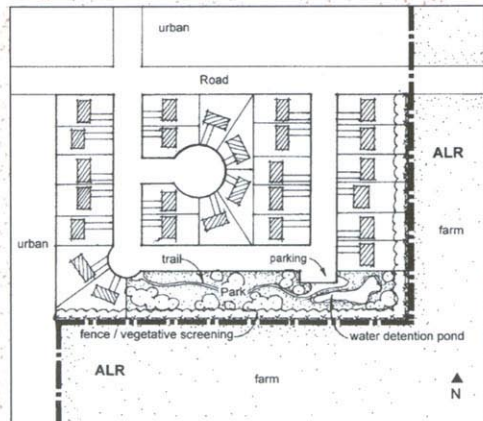 urban
Road
ALR
urban
farm
trail
parking
Park
fence / vegetative screening
water detention pond
ALR
farm
N